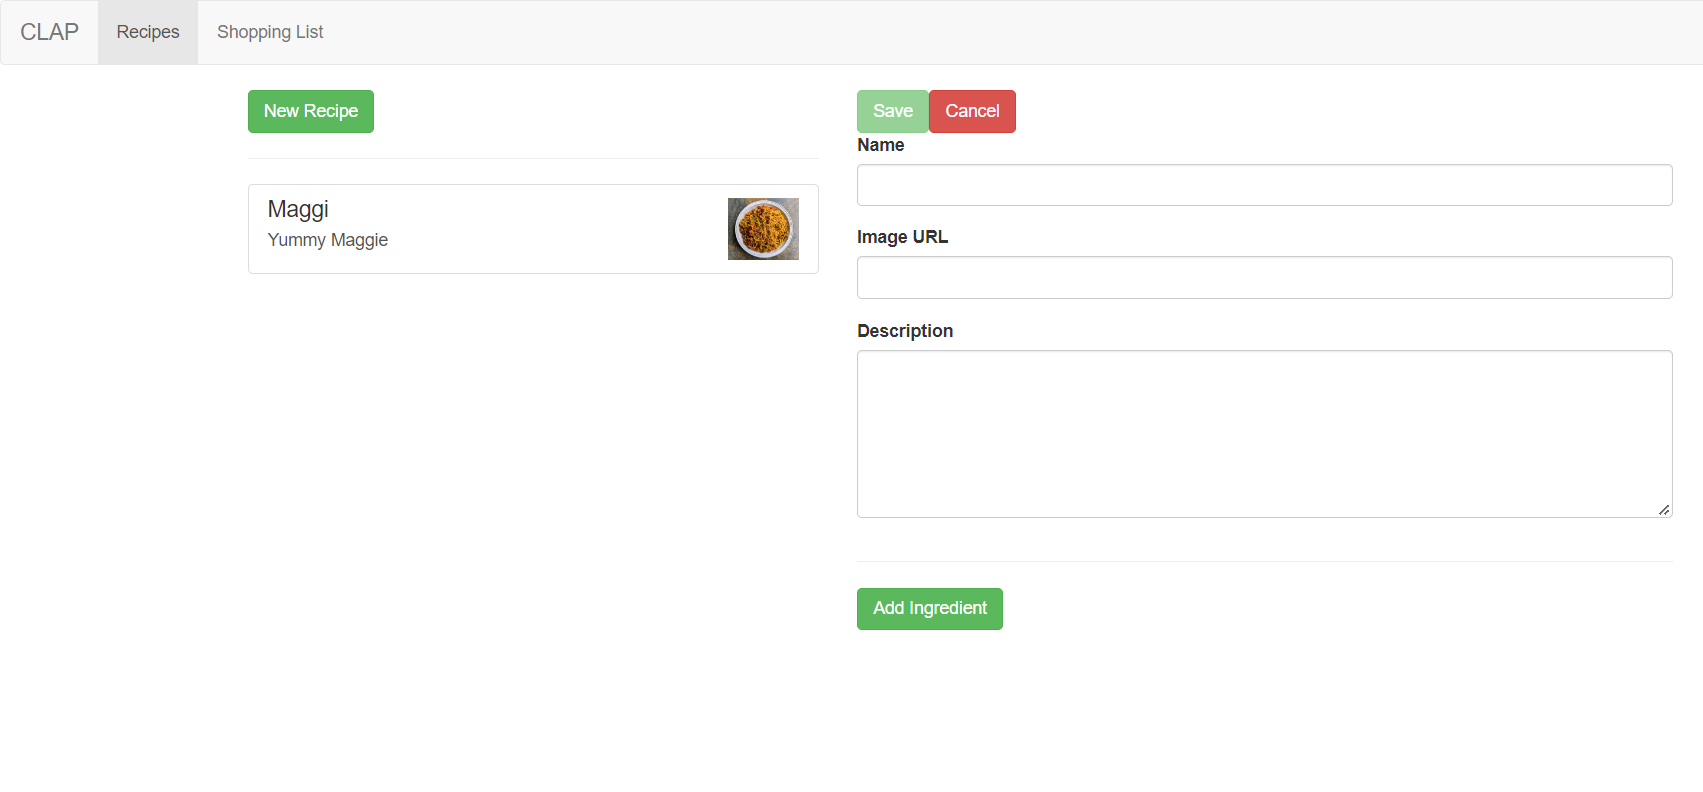 CLAP Recipes Shopping List
New Recipe
Maggi
Yummy Maggie
Save Cancel
Name
Image URL
Description
Add Ingredient